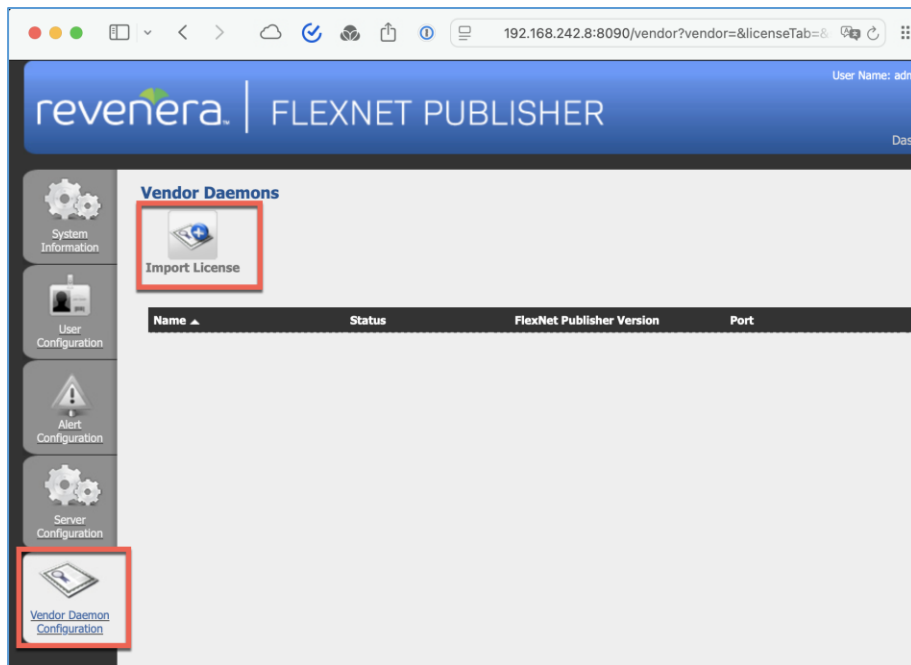 192.168.242.8:8090/vendor?vendor=&licenseTab=&
User Name: adm
revenera. FLEXNET PUBLISHER
Das
System
Information
User
Configuration
Alert
Configuration
Server
Configuration
Vendor Daemon
Configuration
Vendor Daemons
Import License
Name Status FlexNet Publisher Version Port